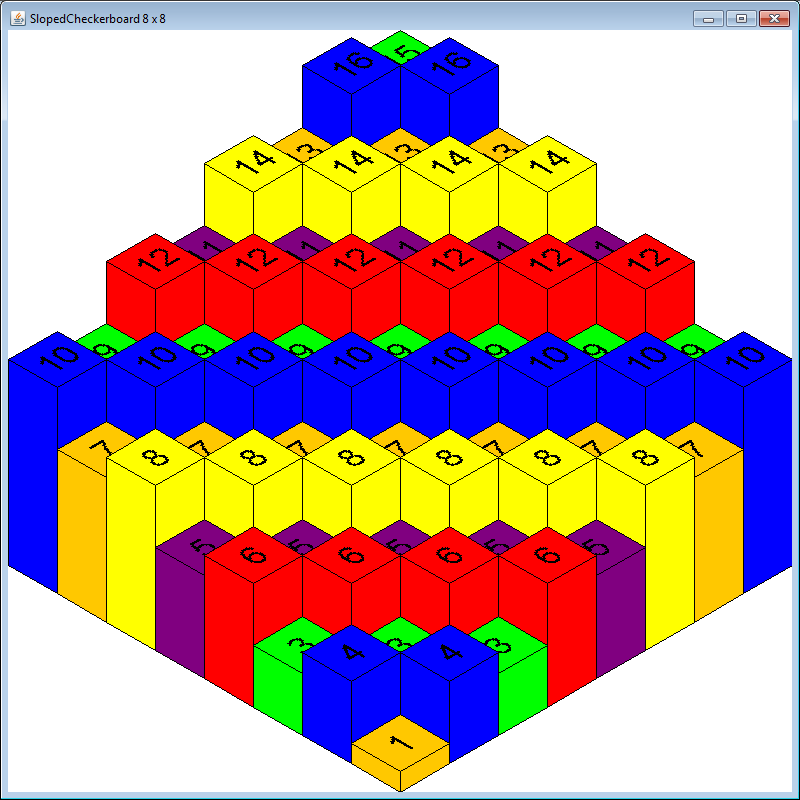 SlopedCheckerboard 8 x 8
5
16 16
3 3 3
14 14 14 14
1 1 1 1 1
12 12 12 12 12 12
9 9 9 9 9 9 9
10 10 10 10 10 10 10 10
7 7 7 7 7 7 7
8 8 8 8 8 8
5 5 5 5 5
6 6 6 6
3 3 3
4 4
1